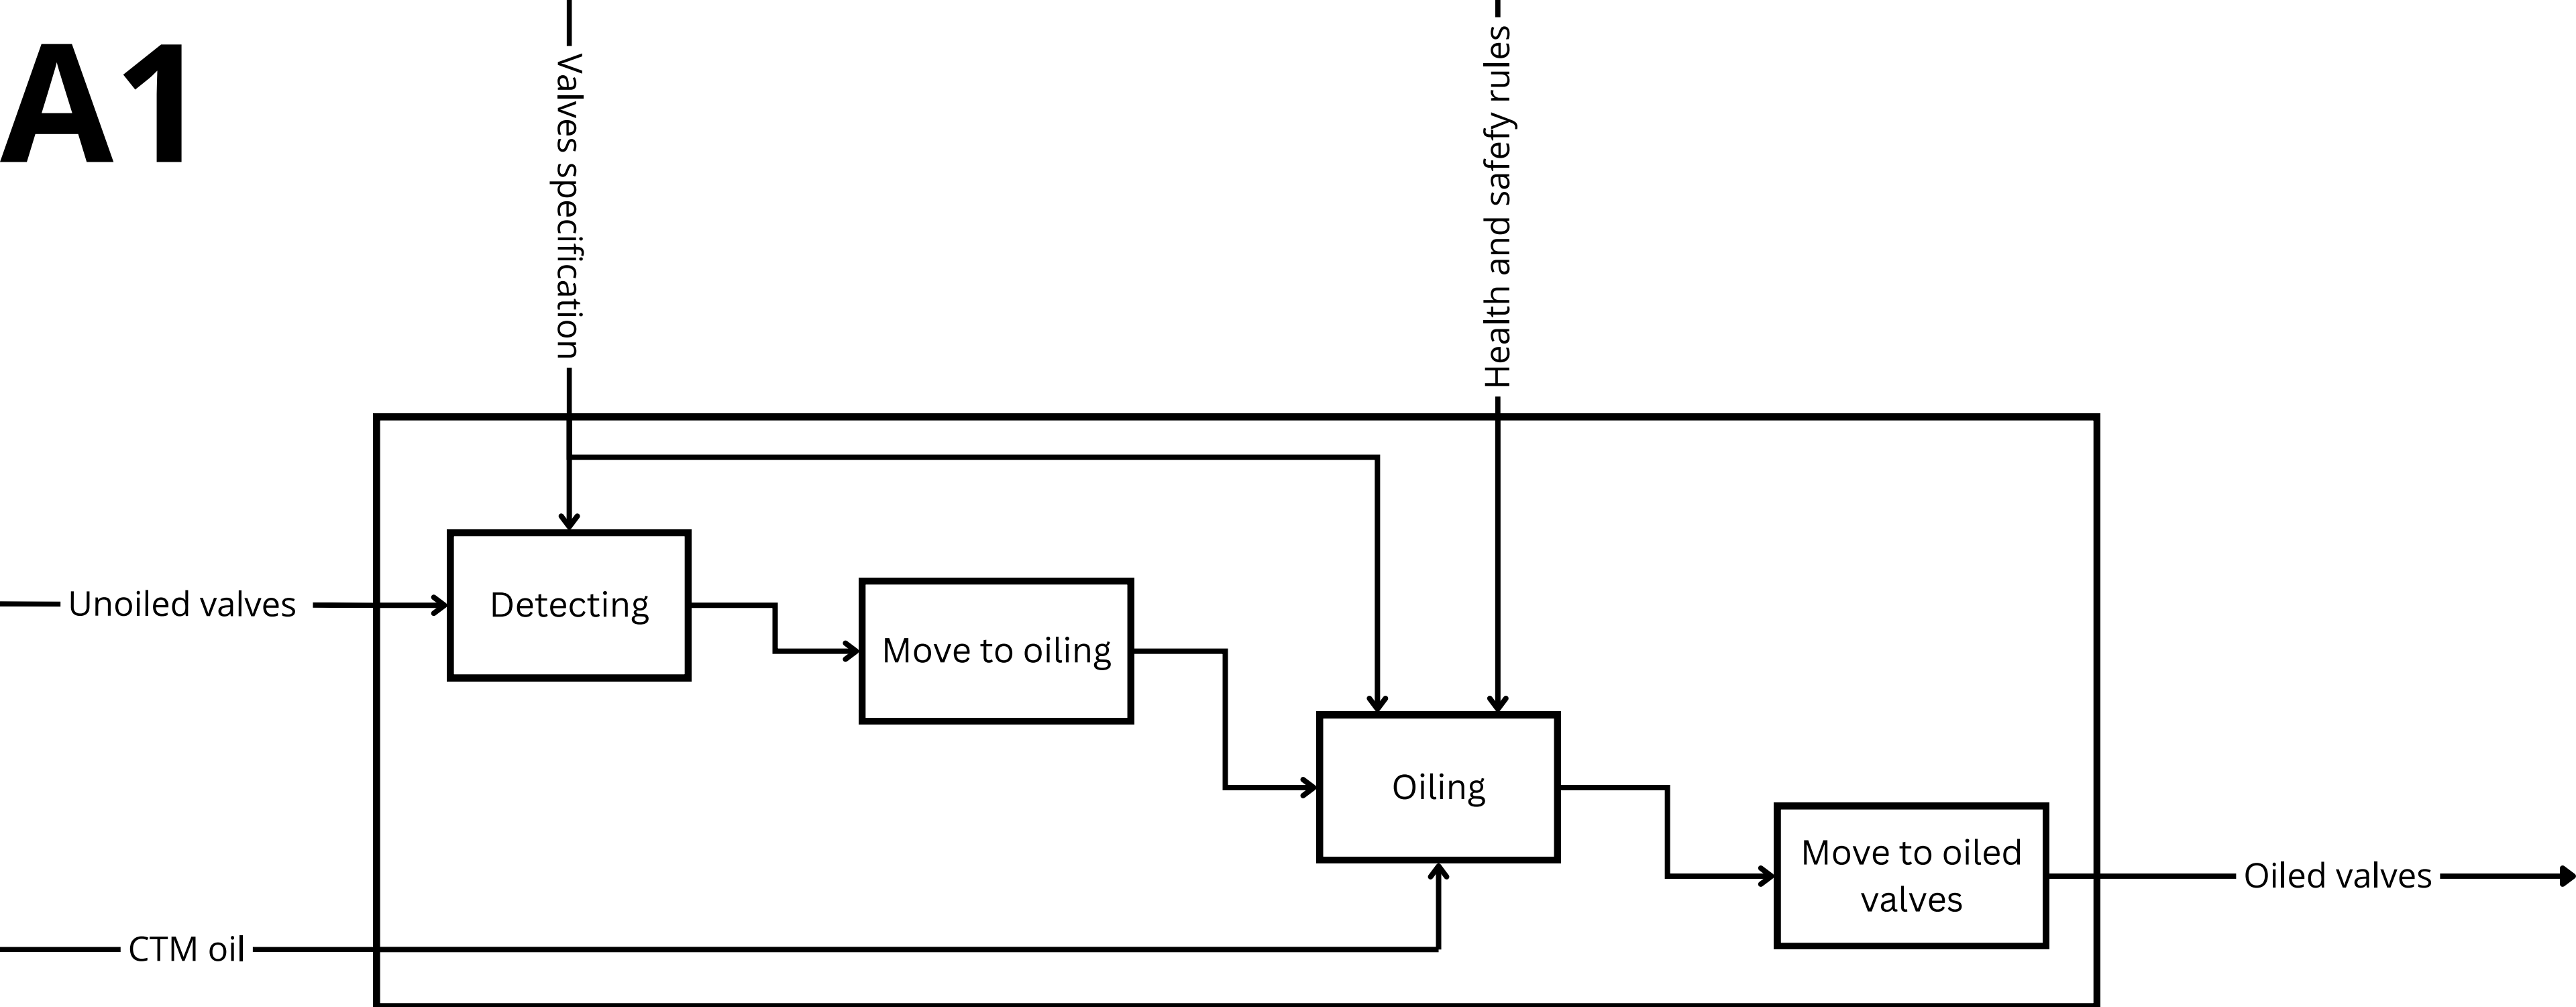 A1
Valves specification
Health and safefy rules
Unoiled valves
Detecting
Move to oiling
Oiling
Move to oiled
valves
Oiled valves
CTM oil